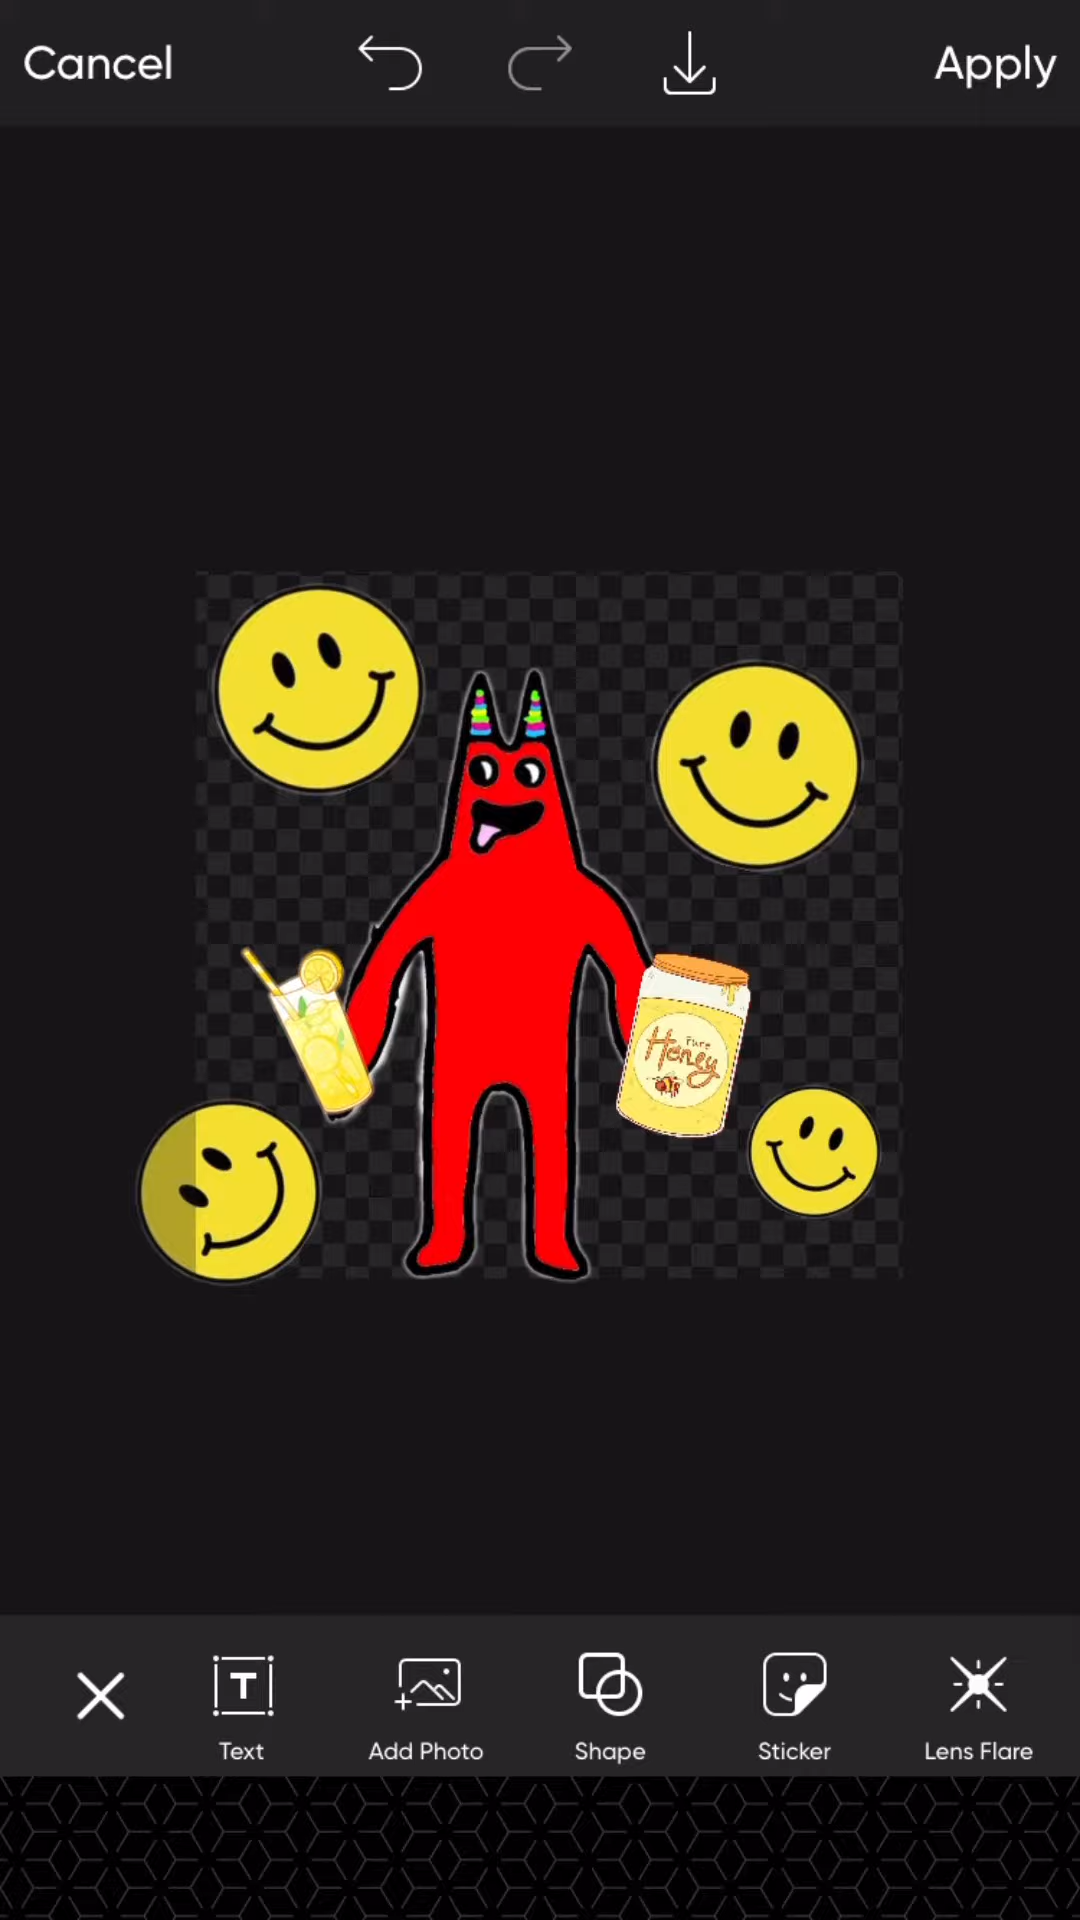 Cancel
Apply
Pure
Honey
Text
Add Photo
Shape
Sticker
Lens Flare